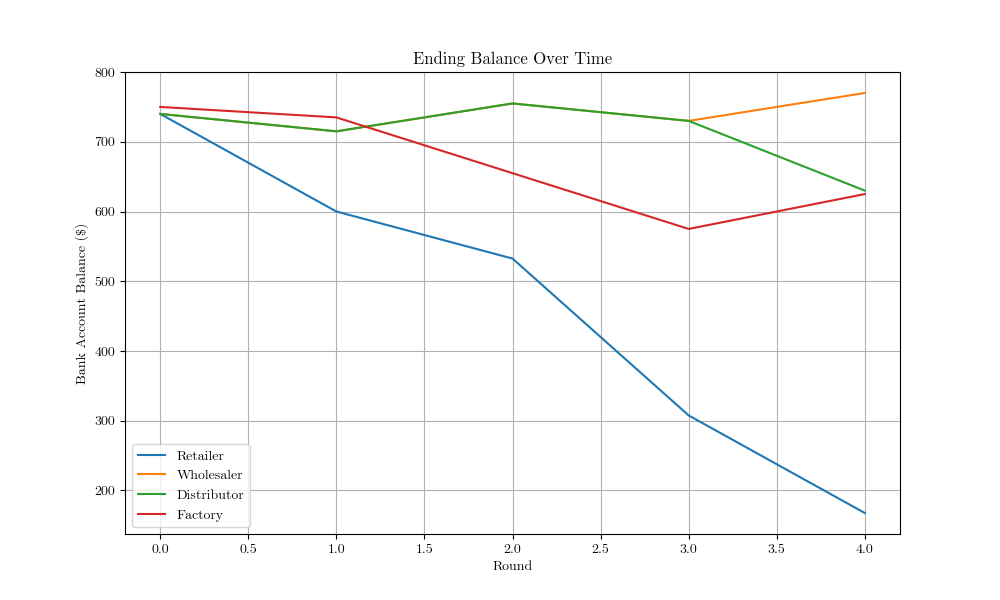 Ending Balance Over Time
800
700
600
500
400
300
200
Bank Account Balance ($)
Retailer
Wholesaler
Distributor
Factory
0.0 0.5 1.0 1.5 2.0 2.5 3.0 3.5 4.0
Round